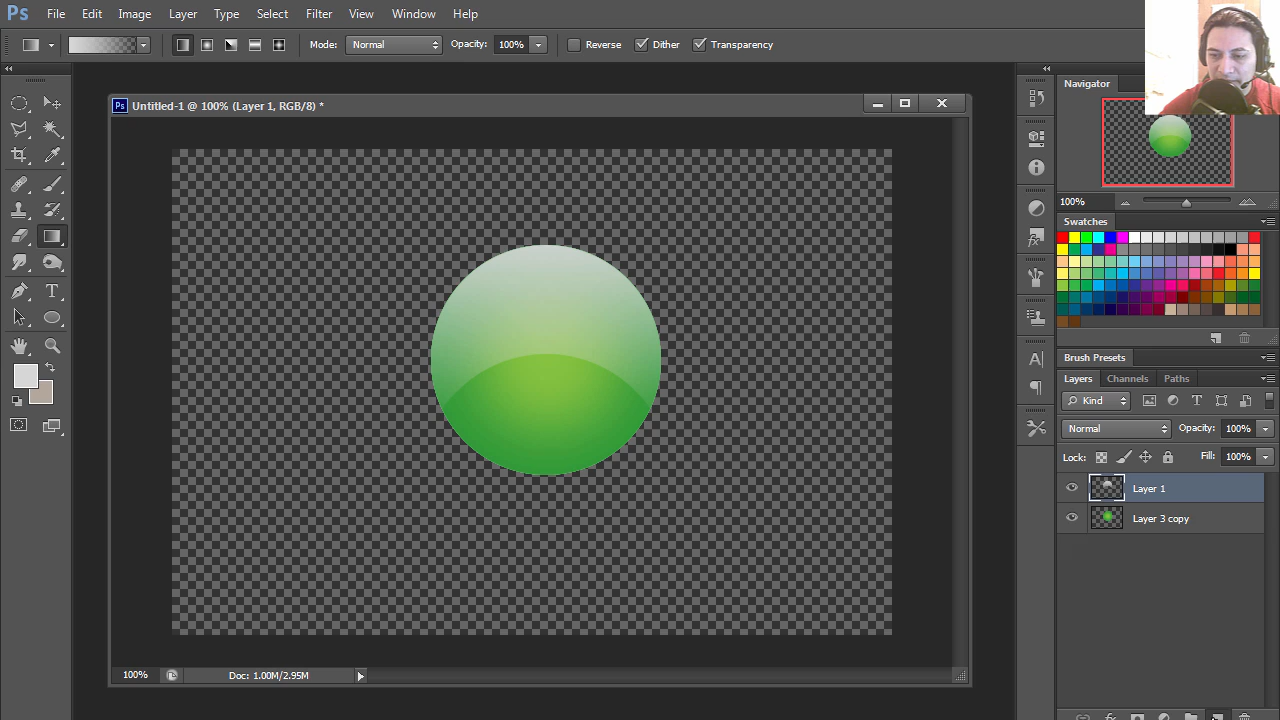 Ps File Edit Image Layer Type Select Filter View Window Help
Mode: Normal Opacity: 100% Reverse Dither Transparency
Ps Untitled-1 @ 100% (Layer 1, RGB/8) *
Navigator
100%
Swatches
Brush Presets
Layers Channels Paths
Kind T
Normal Opacity: 100%
Lock: Fill: 100%
Layer 1
Layer 3 copy
100% Doc: 1.00M/2.95M